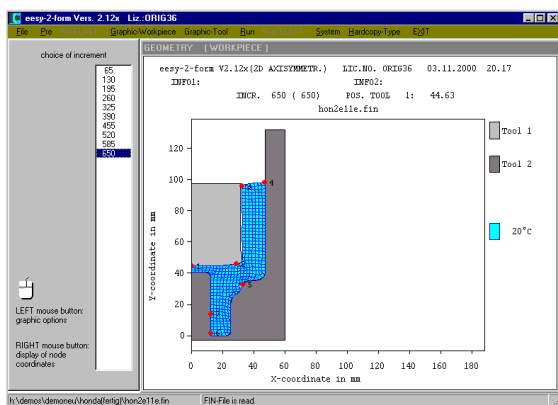 eesy-2-form Vers. 2.12x Liz.:ORIG36
File Pre Graphic-Workpiece Graphic-Tool Run System Hardcopy-Type EXIT
choice of increment
65
130
195
260
325
390
455
520
585
650
LEFT mouse button:
graphic options
RIGHT mouse button:
display of node
coordinates
GEOMETRY (WORKPIECE)
eesy-2-form V2.12x(2D AXISYMMETR.) LIC.NO. ORIG36 03.11.2000 20.17
INFO1: INFO2:
INCR. 650 ( 650) POS. TOOL 1: 44.63
hon2elle.fin
Tool 1
Tool 2
20°C
Y-coordinate in mm
120
100
80
60
40
20
0
0 20 40 60 80 100 120 140 160 180
X-coordinate in mm
4
5
h:\demos\demoneu\honda(fertig)\hon2e11e.fin FIN-File is read.